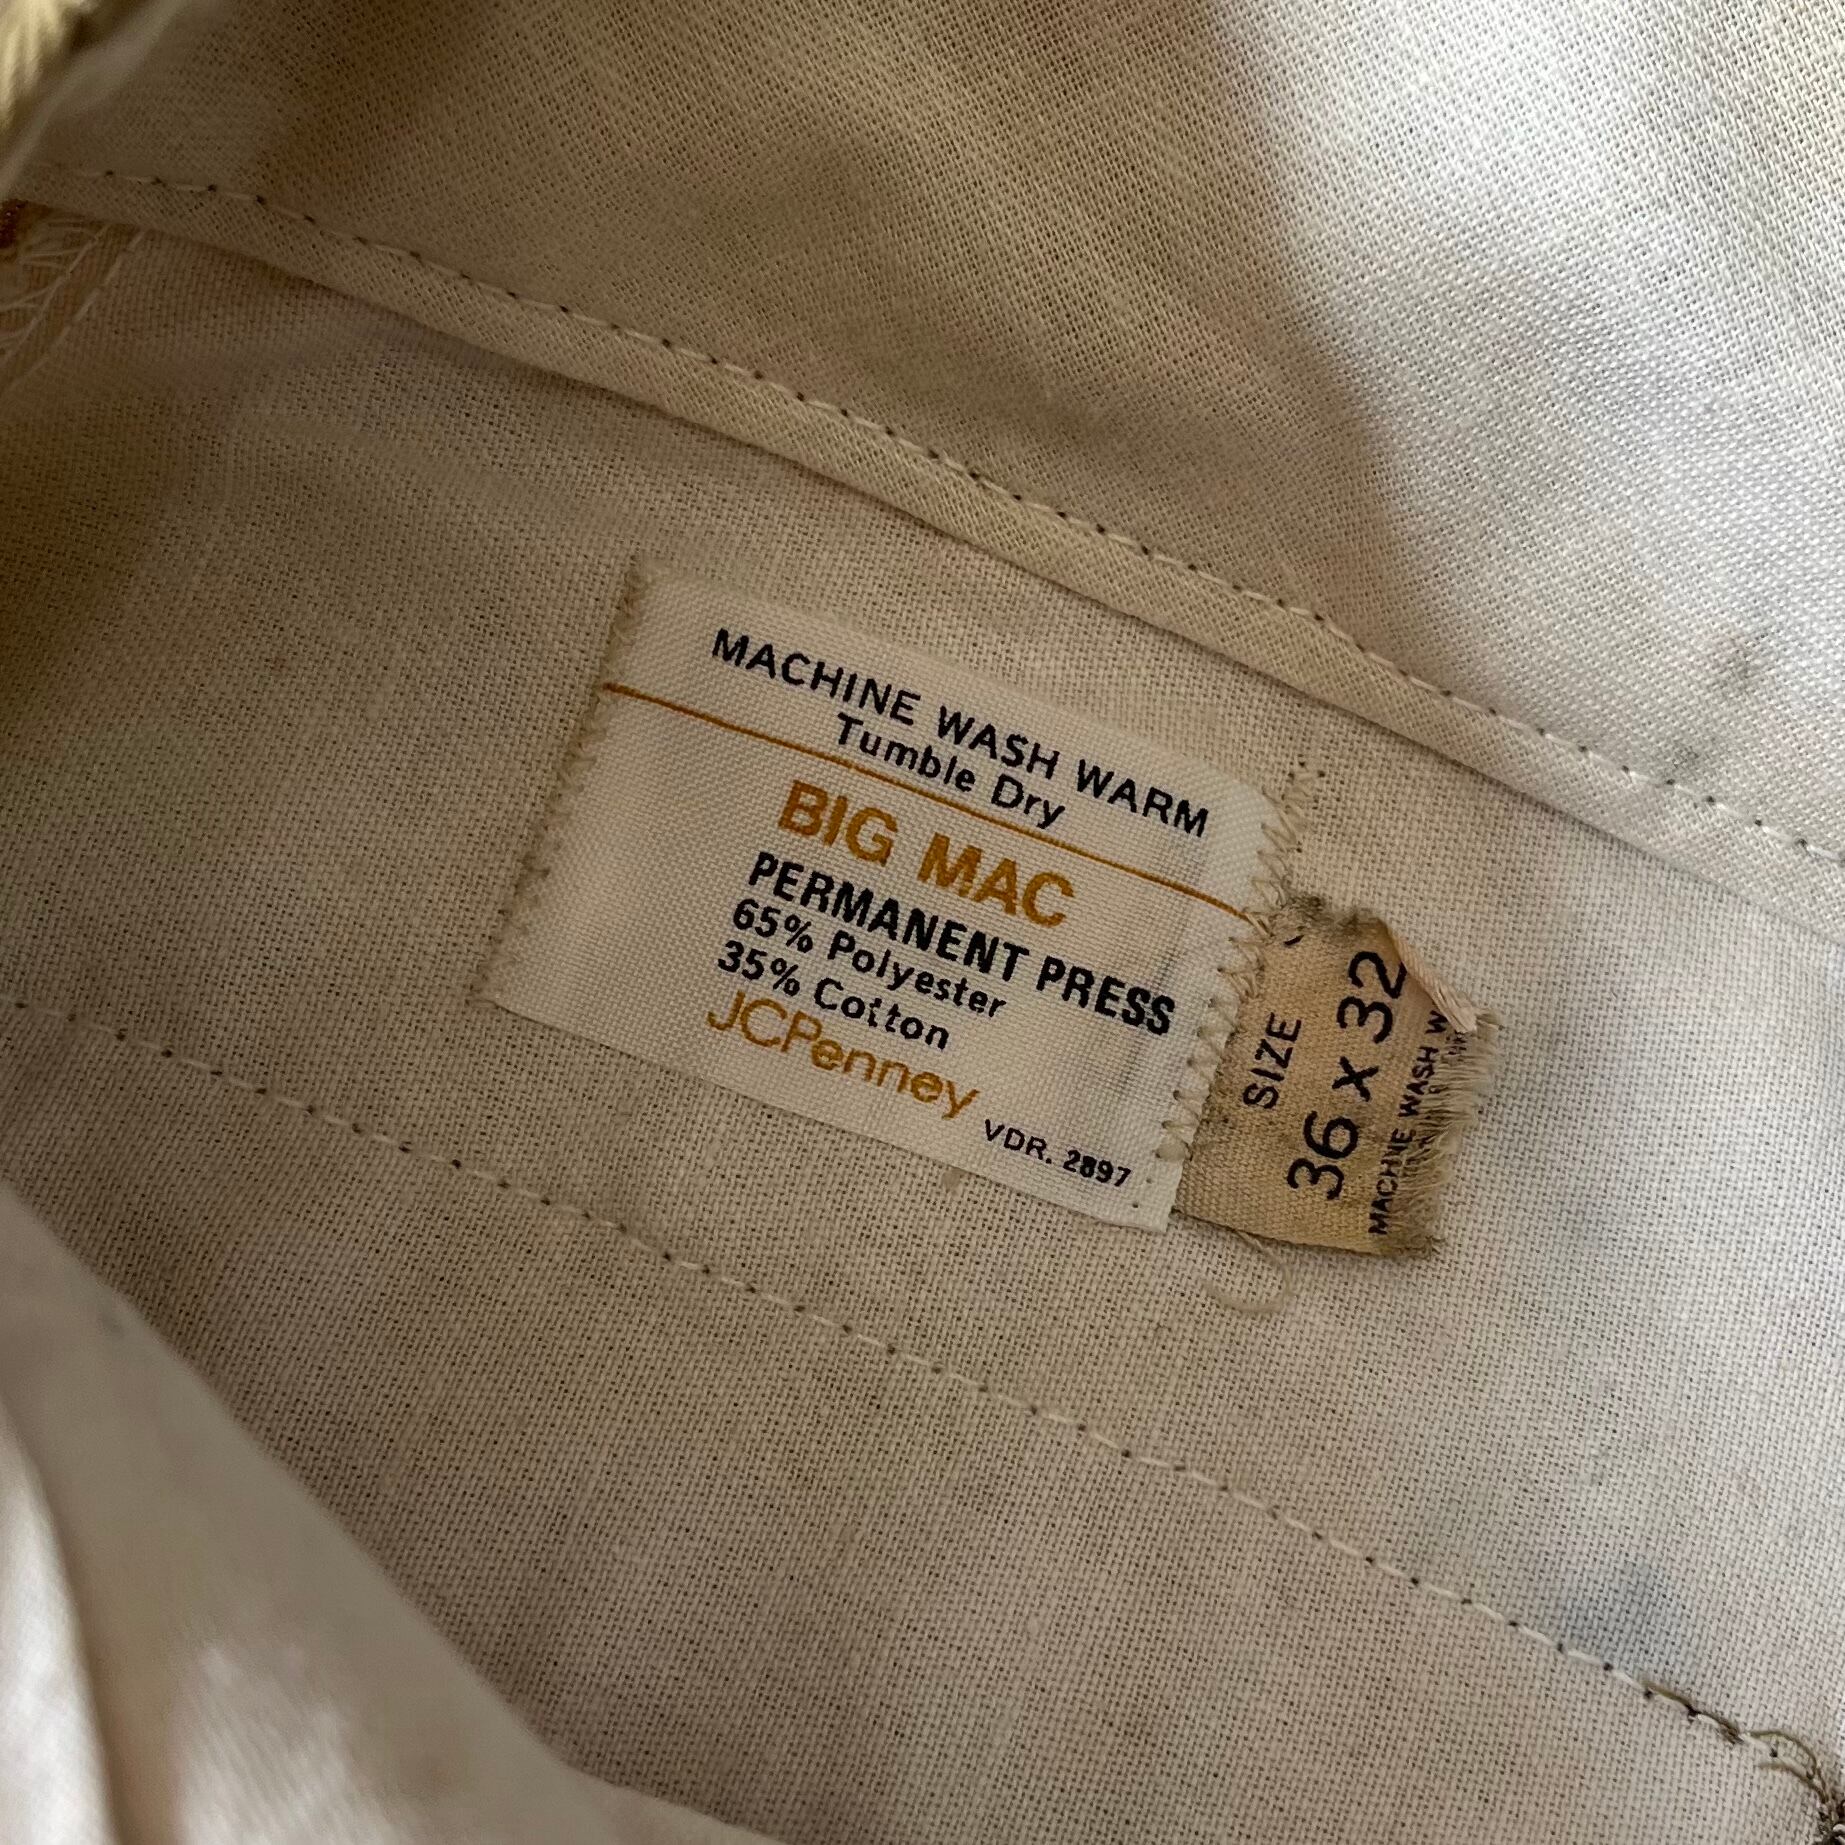 MACHINE WASH WARM
Tumble Dry
BIG MAC
PERMANENT PRESS
65% Polyester
35% Cotton
JCPenney
VDR. 2897
SIZE
36 x 32
MACHINE WASH W